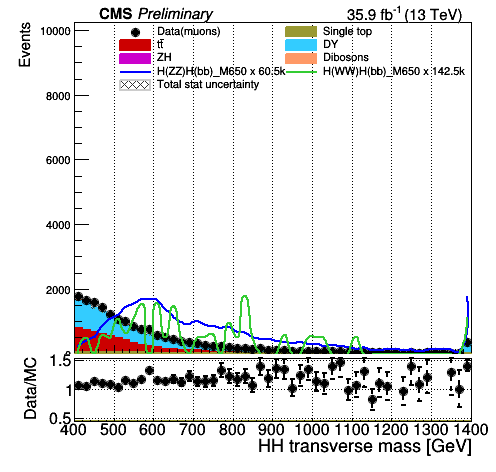 CMS Preliminary 35.9 fb⁻¹ (13 TeV)
Data(muons) Single top
tt̄ DY
ZH Dibosons
H(ZZ)H(bb)_M650 x 60.5k H(WW)H(bb)_M650 x 142.5k
Total stat uncertainty
Events
10000
8000
6000
4000
2000
Data/MC
1.5
1
0.5
400 500 600 700 800 900 1000 1100 1200 1300 1400
HH transverse mass [GeV]